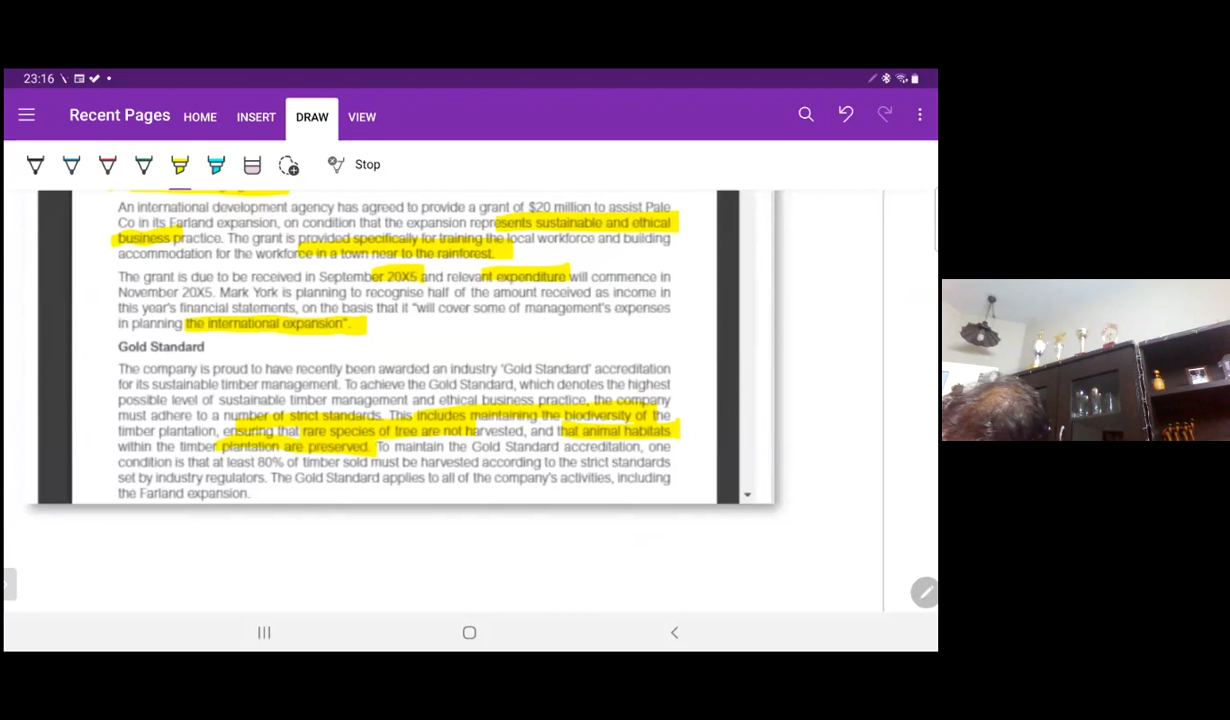 23:16
Recent Pages HOME INSERT DRAW VIEW
Stop
An international development agency has agreed to provide a grant of $20 million to assist Pale
Co in its Farland expansion, on condition that the expansion represents sustainable and ethical
business practice. The grant is provided specifically for training the local workforce and building
accommodation for the workforce in a town near to the rainforest.
The grant is due to be received in September 20X5 and relevant expenditure will commence in
November 20X5. Mark York is planning to recognise half of the amount received as income in
this year's financial statements, on the basis that it "will cover some of management's expenses
in planning the international expansion".
Gold Standard
The company is proud to have recently been awarded an industry 'Gold Standard' accreditation
for its sustainable timber management. To achieve the Gold Standard, which denotes the highest
possible level of sustainable timber management and ethical business practice, the company
must adhere to a number of strict standards. This includes maintaining the biodiversity of the
timber plantation, ensuring that rare species of tree are not harvested, and that animal habitats
within the timber plantation are preserved. To maintain the Gold Standard accreditation, one
condition is that at least 80% of timber sold must be harvested according to the strict standards
set by industry regulators. The Gold Standard applies to all of the company's activities, including
the Farland expansion.